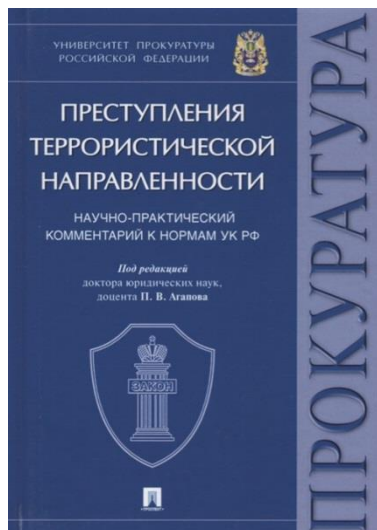 УНИВЕРСИТЕТ ПРОКУРАТУРЫ
РОССИЙСКОЙ ФЕДЕРАЦИИ
ПРЕСТУПЛЕНИЯ
ТЕРРОРИСТИЧЕСКОЙ
НАПРАВЛЕННОСТИ
НАУЧНО-ПРАКТИЧЕСКИЙ
КОММЕНТАРИЙ К НОРМАМ УК РФ
Под редакцией
доктора юридических наук,
доцента П. В. Агапова
ЗАКОН
ПРОСПЕКТ
ПРОКУРАТУРА